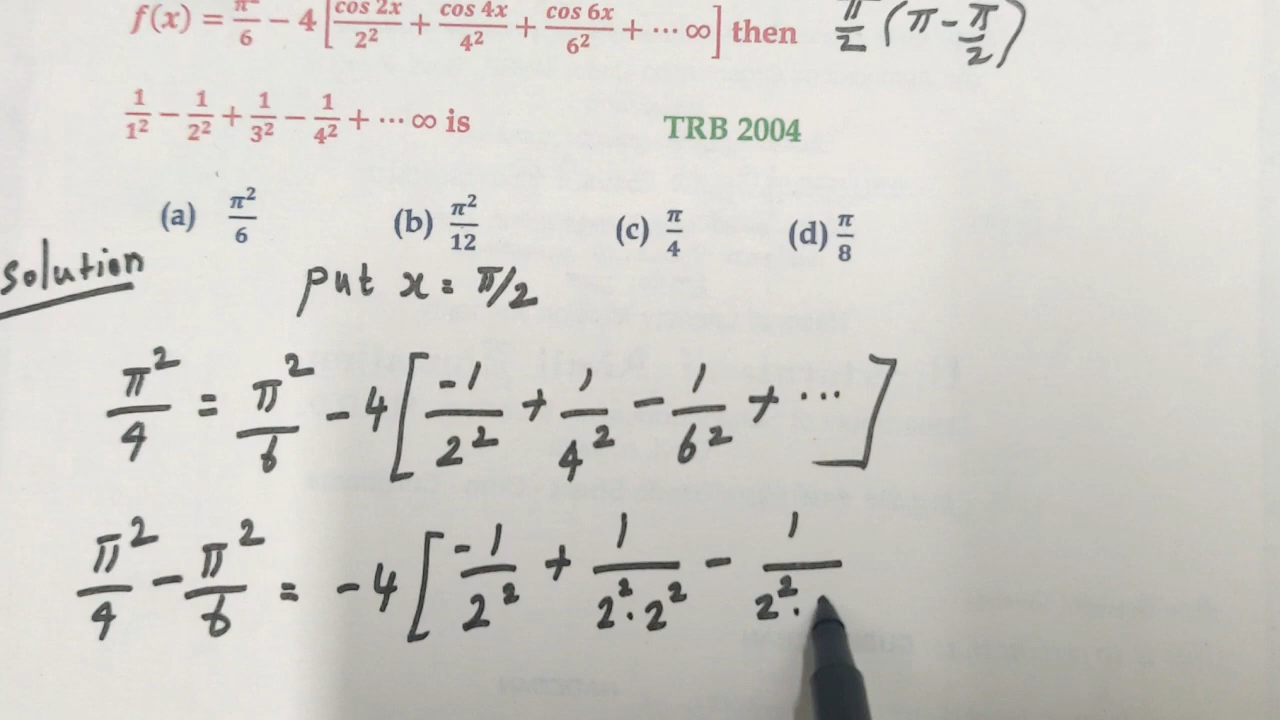 f(x) = π²/6 − 4 [cos 2x/2² + cos 4x/4² + cos 6x/6² + ⋯ ∞] then π/2 (π - π/2)
1/1² − 1/2² + 1/3² − 1/4² + ⋯ ∞ is TRB 2004
(a) π²/6 (b) π²/12 (c) π/4 (d) π/8
Solution put x = π/2
π²/4 = π²/6 - 4 [-1/2² + 1/4² - 1/6² + ⋯]
π²/4 - π²/6 = -4 [-1/2² + 1/2².2² - 1/2².